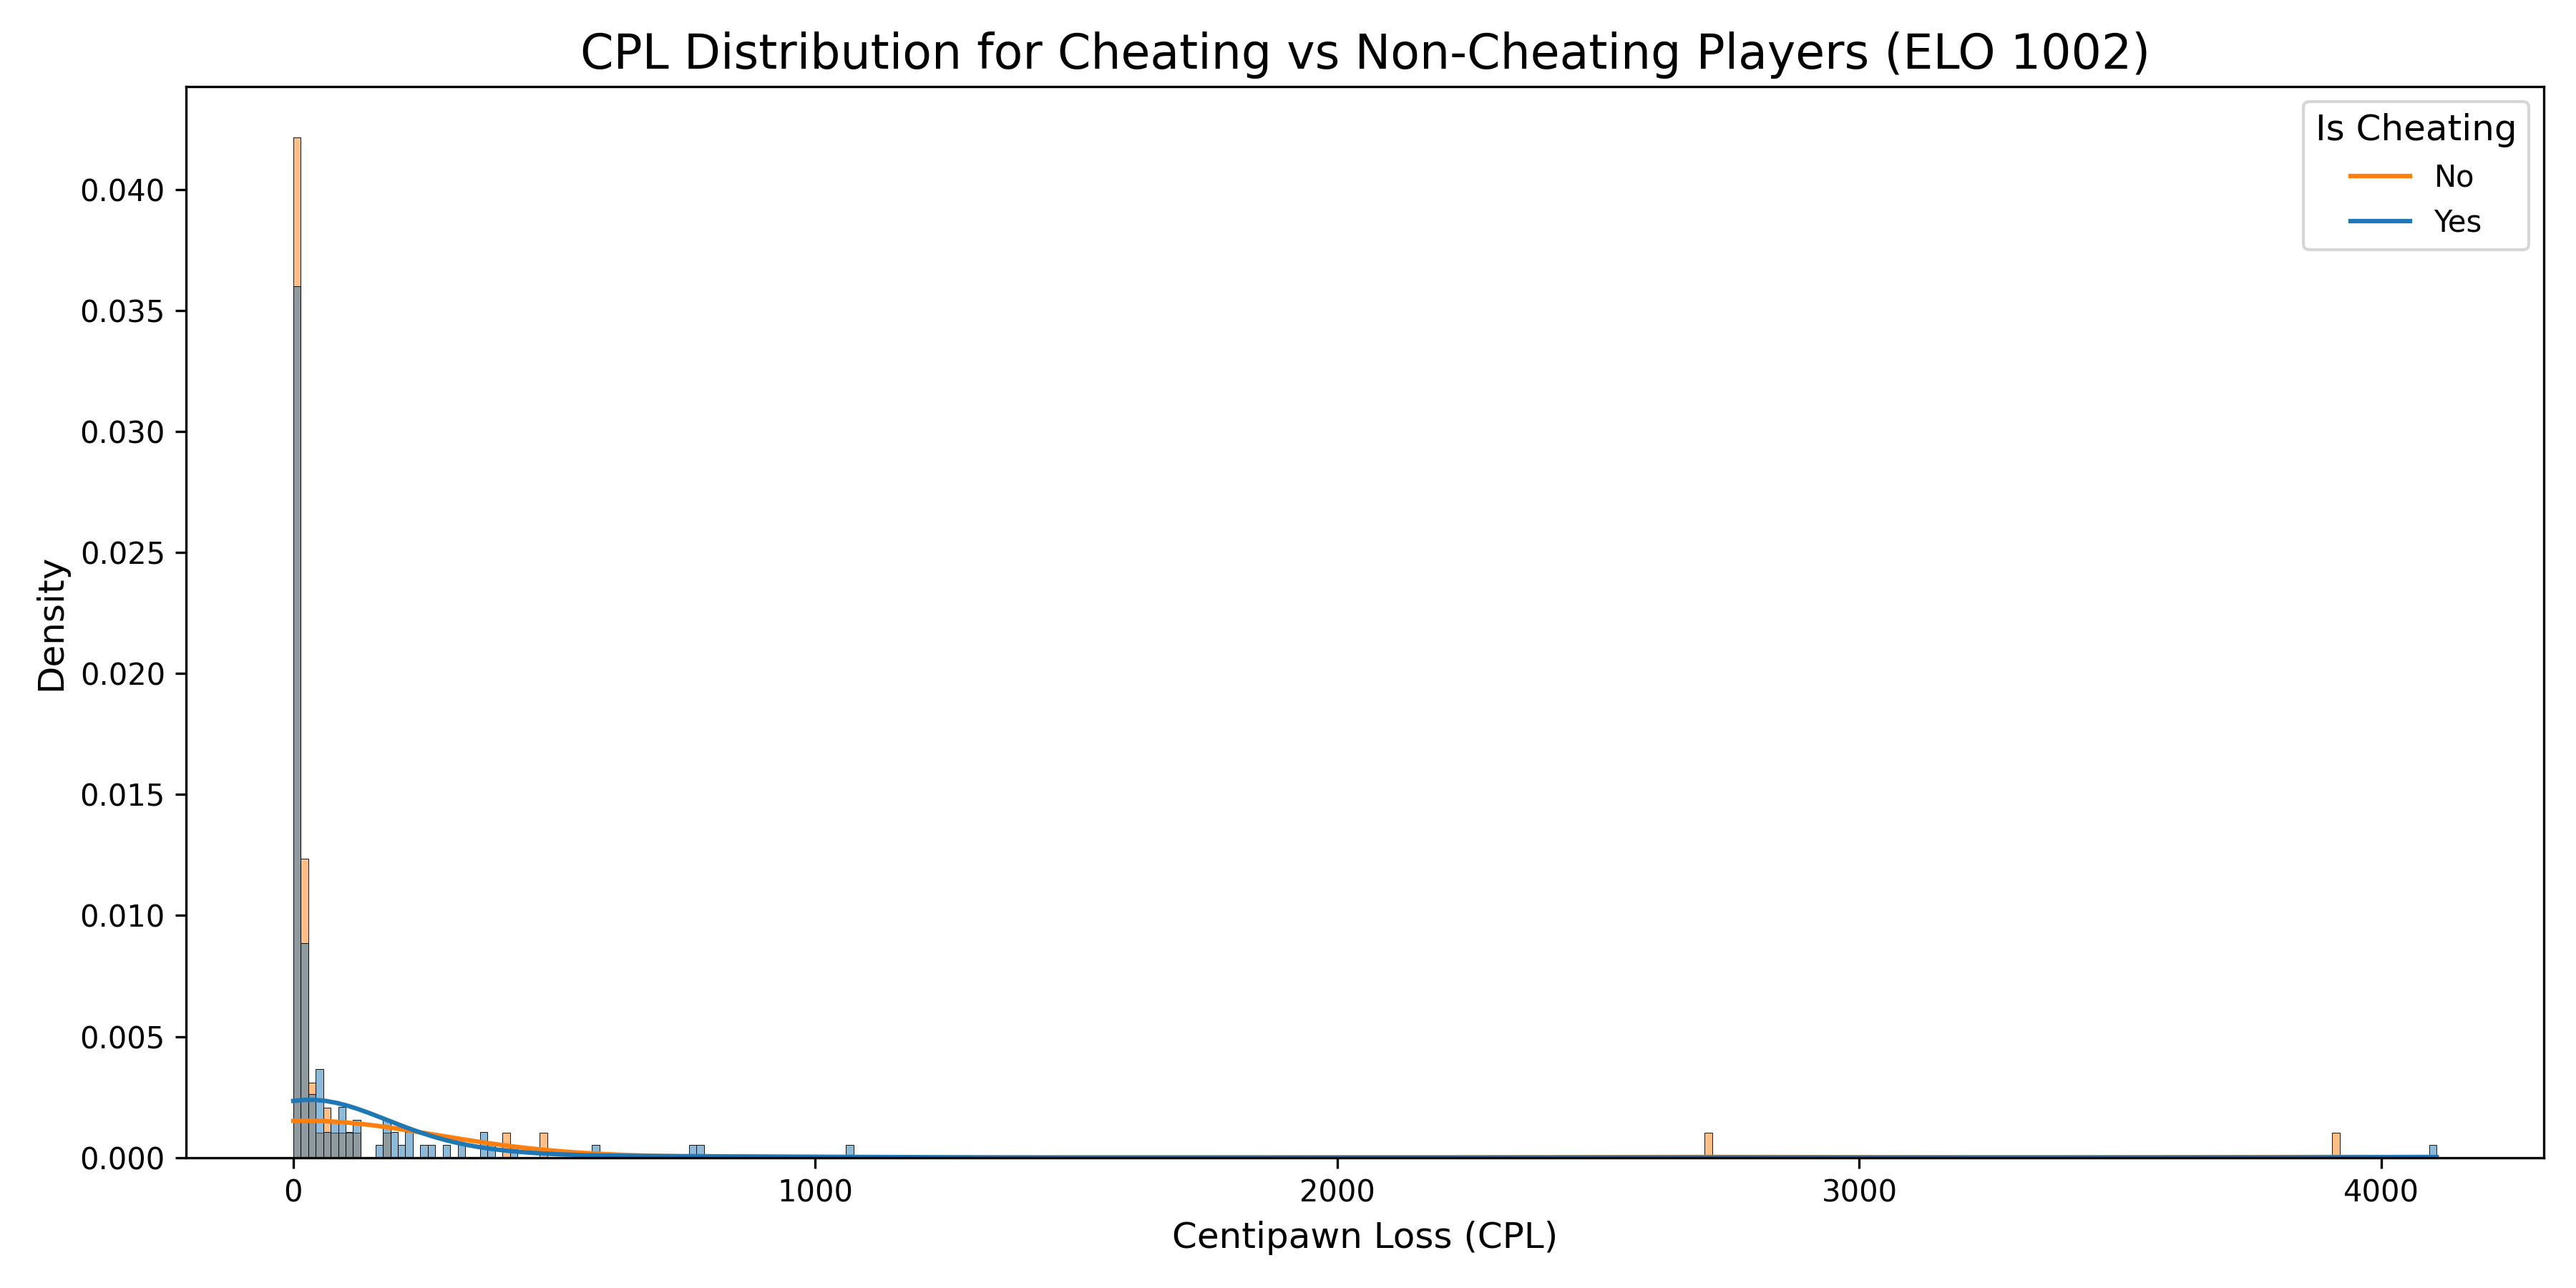 CPL Distribution for Cheating vs Non-Cheating Players (ELO 1002)
Is Cheating
No
Yes
Density
0.040
0.035
0.030
0.025
0.020
0.015
0.010
0.005
0.000
0 1000 2000 3000 4000
Centipawn Loss (CPL)